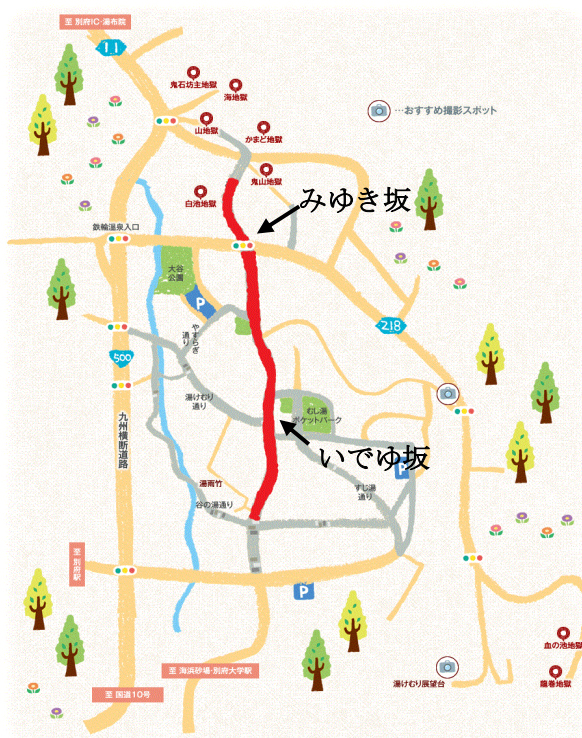 至 別府IC・湯布院
11
鬼石坊主地獄
海地獄
…おすすめ撮影スポット
山地獄
かまど地獄
鬼山地獄
白池地獄
みゆき坂
鉄輪温泉入口
大谷
公園
P
218
やすらぎ
通り
500
湯けむり
通り
むし湯
ポケットパーク
九州横断道路
いでゆ坂
P
湯雨竹
すじ湯
通り
谷の湯通り
至 別府駅
P
血の池地獄
至 海浜砂場・別府大学駅
湯けむり展望台
龍巻地獄
至 国道10号